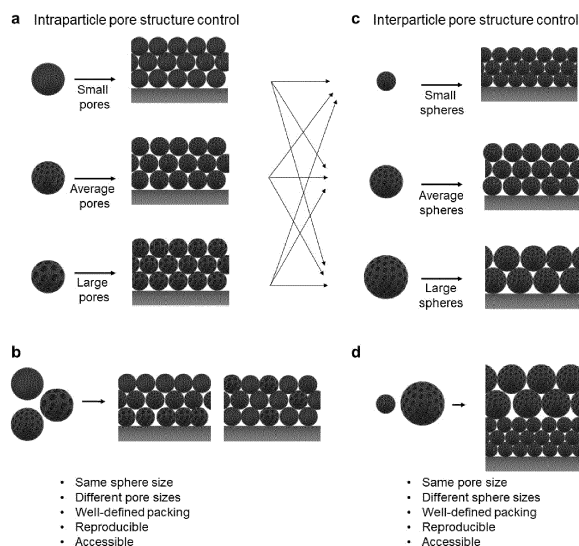 a Intraparticle pore structure control
Small
pores
Average
pores
Large
pores
c Interparticle pore structure control
Small
spheres
Average
spheres
Large
spheres
b
• Same sphere size
• Different pore sizes
• Well-defined packing
• Reproducible
• Accessible
d
• Same pore size
• Different sphere sizes
• Well-defined packing
• Reproducible
• Accessible